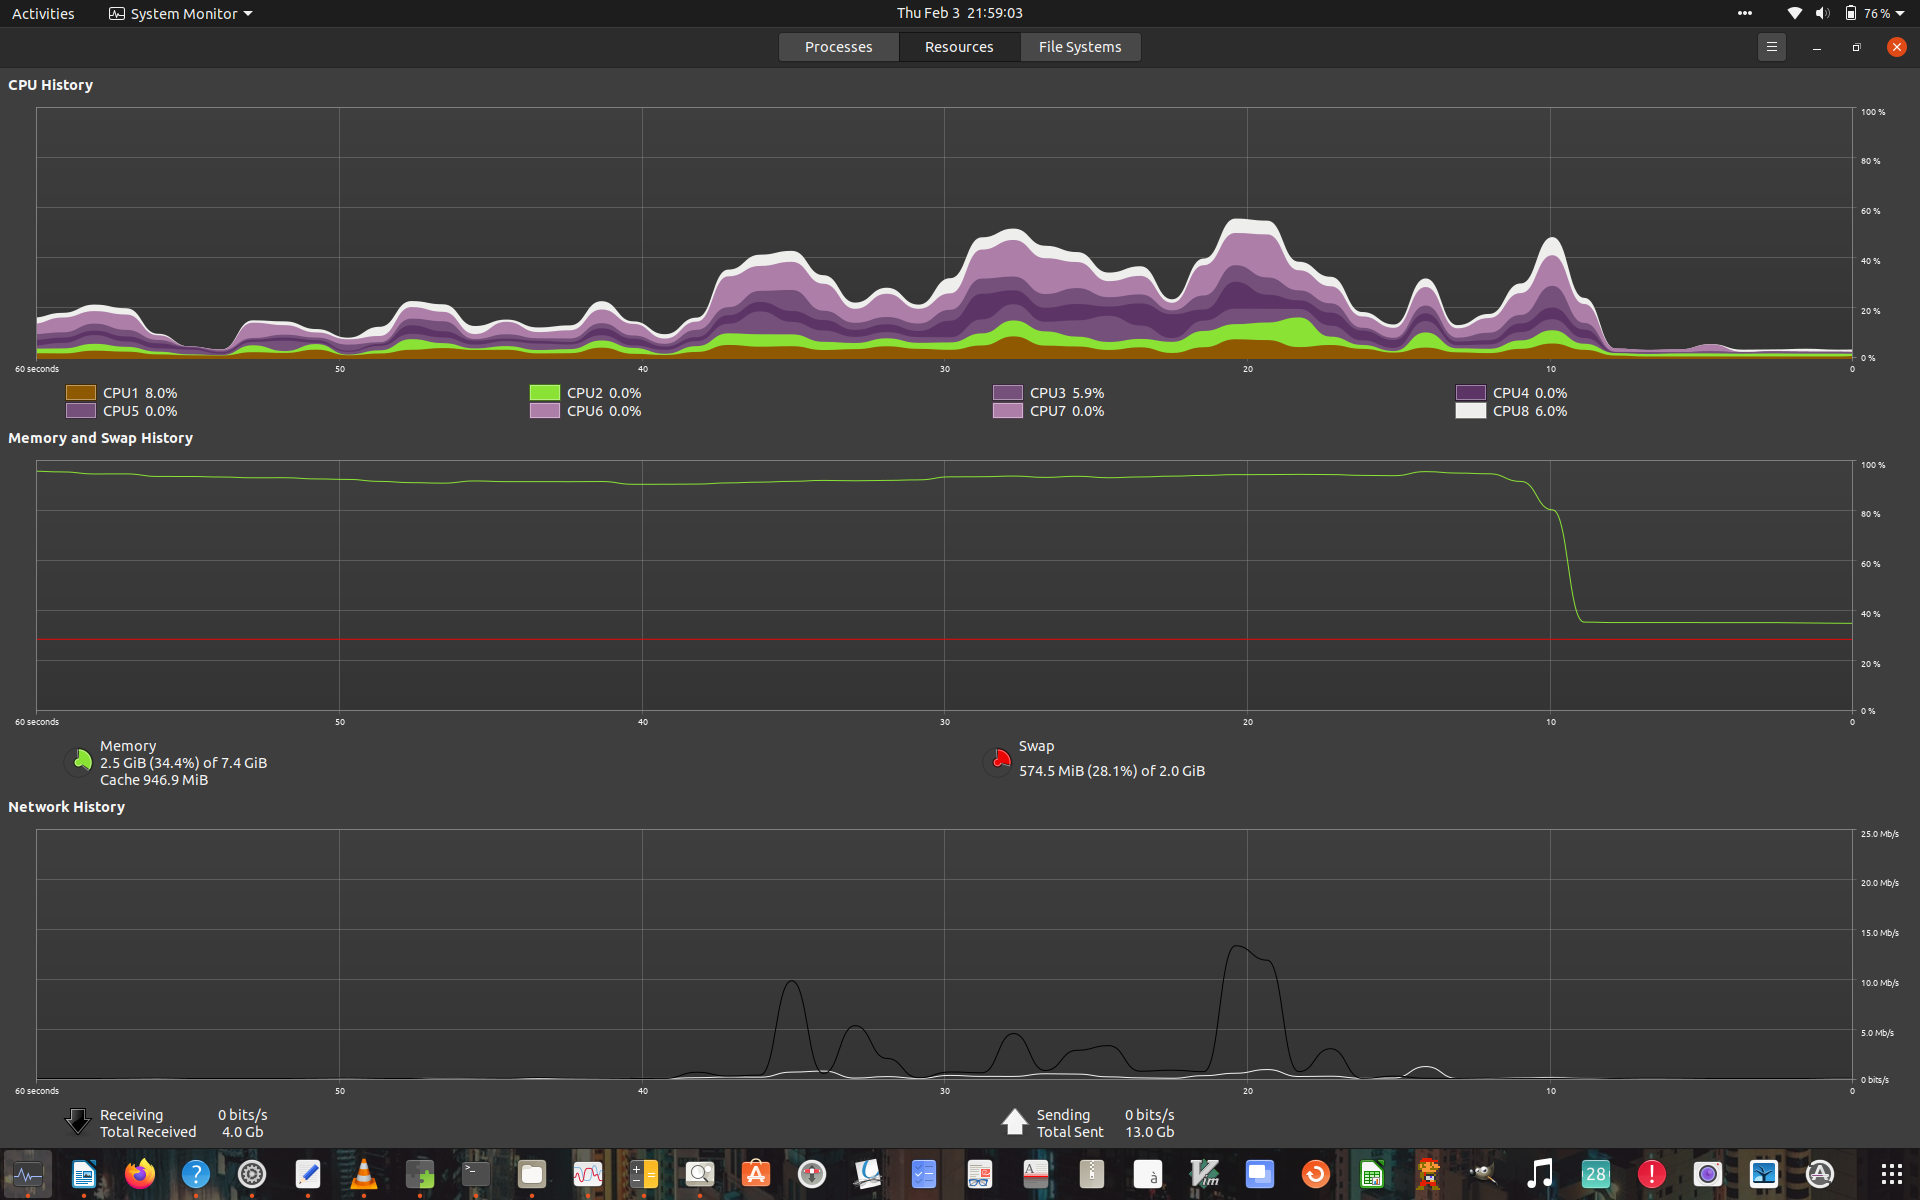 Activities System Monitor Thu Feb 3 21:59:03 76 %
Processes Resources File Systems
CPU History
100 %
80 %
60 %
40 %
20 %
0 %
60 seconds 50 40 30 20 10 0
CPU1 8.0% CPU2 0.0% CPU3 5.9% CPU4 0.0%
CPU5 0.0% CPU6 0.0% CPU7 0.0% CPU8 6.0%
Memory and Swap History
100 %
80 %
60 %
40 %
20 %
0 %
60 seconds 50 40 30 20 10 0
Memory
2.5 GiB (34.4%) of 7.4 GiB
Cache 946.9 MiB
Swap
574.5 MiB (28.1%) of 2.0 GiB
Network History
25.0 Mb/s
20.0 Mb/s
15.0 Mb/s
10.0 Mb/s
5.0 Mb/s
0 bits/s
60 seconds 50 40 30 20 10 0
Receiving 0 bits/s
Total Received 4.0 Gb
Sending 0 bits/s
Total Sent 13.0 Gb
28